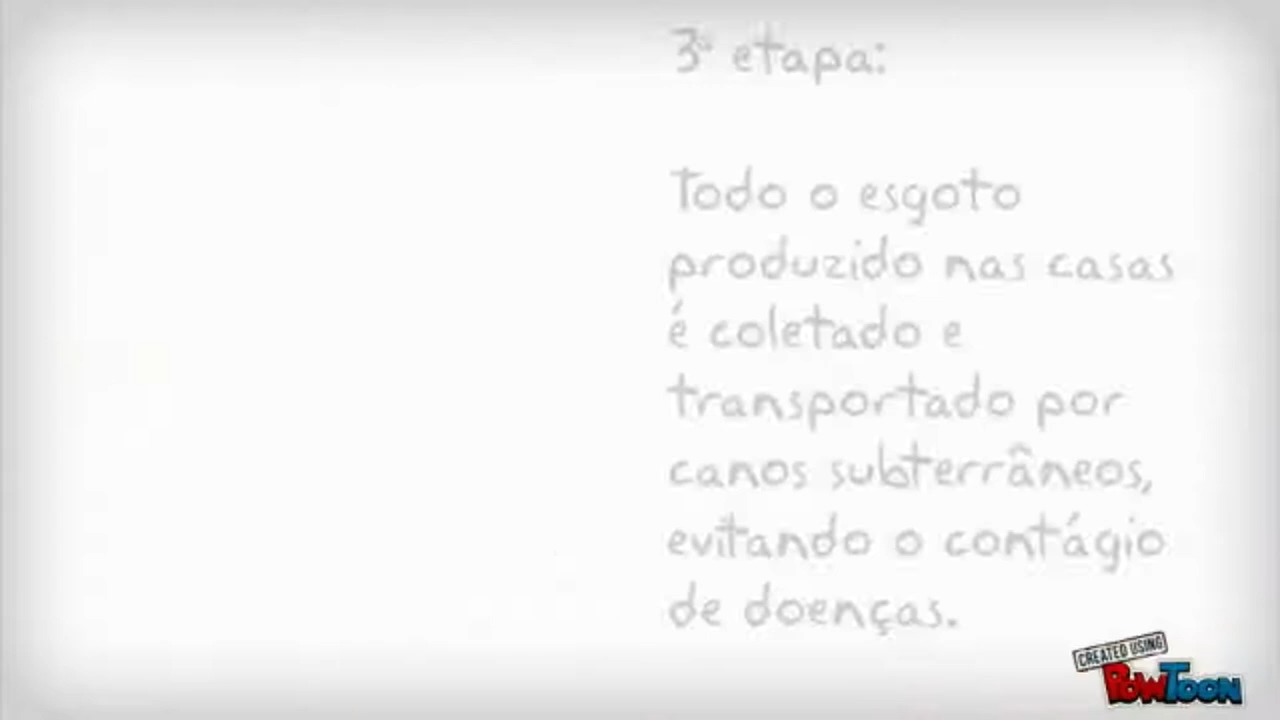 3ª etapa:
Todo o esgoto
produzido nas casas
é coletado e
transportado por
canos subterrâneos,
evitando o contágio
de doenças.
CREATED USING
POWTOON